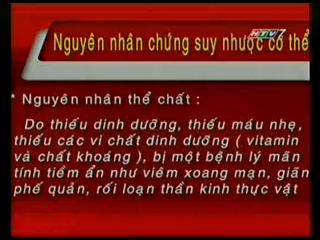 Nguyên nhân chứng suy nhược cơ thể
HTV7
* Nguyên nhân thể chất :
Do thiếu dinh dưỡng, thiếu máu nhẹ,
thiếu các vi chất dinh dưỡng ( vitamin
và chất khoáng ), bị một bệnh lý mãn
tính tiềm ẩn như viêm xoang mạn, giãn
phế quản, rối loạn thần kinh thực vật